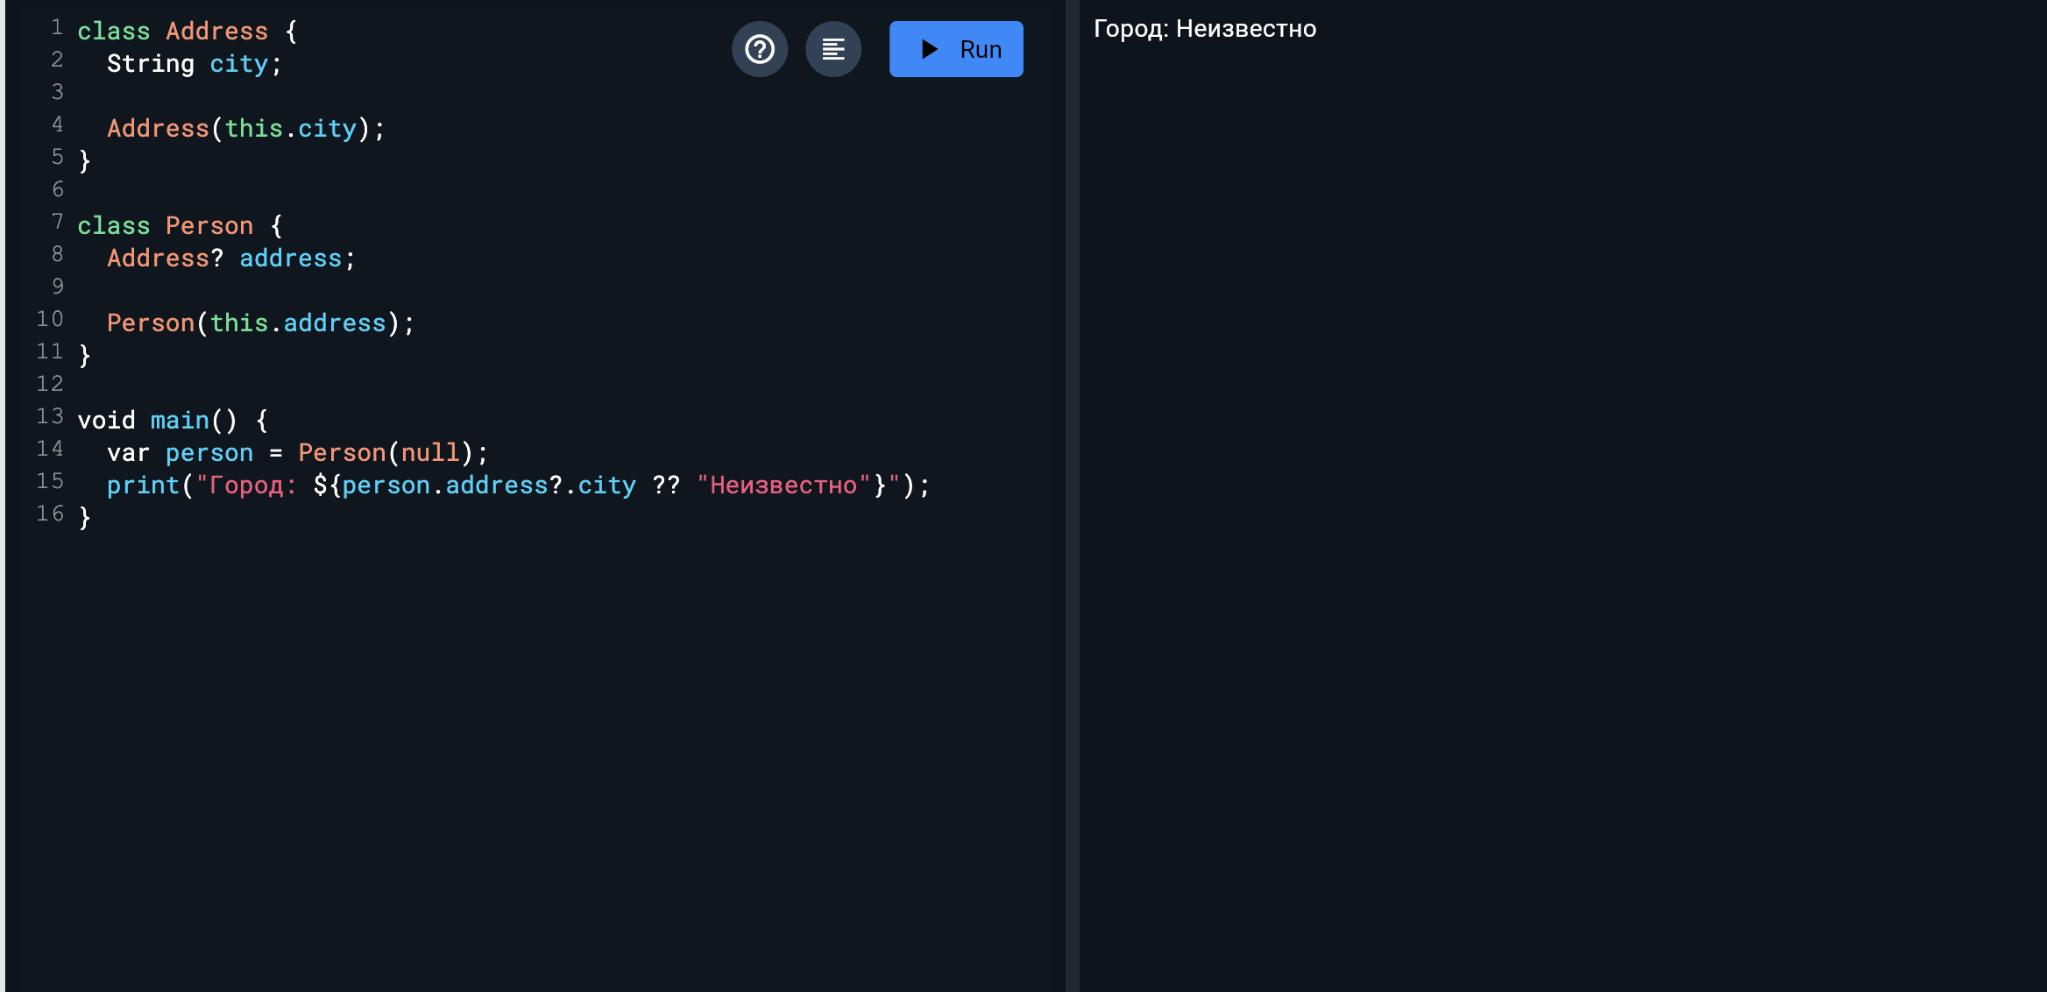 1 class Address {
2   String city;
3
4   Address(this.city);
5 }
6
7 class Person {
8   Address? address;
9
10   Person(this.address);
11 }
12
13 void main() {
14   var person = Person(null);
15   print("Город: ${person.address?.city ?? "Неизвестно"}");
16 }
Run
Город: Неизвестно